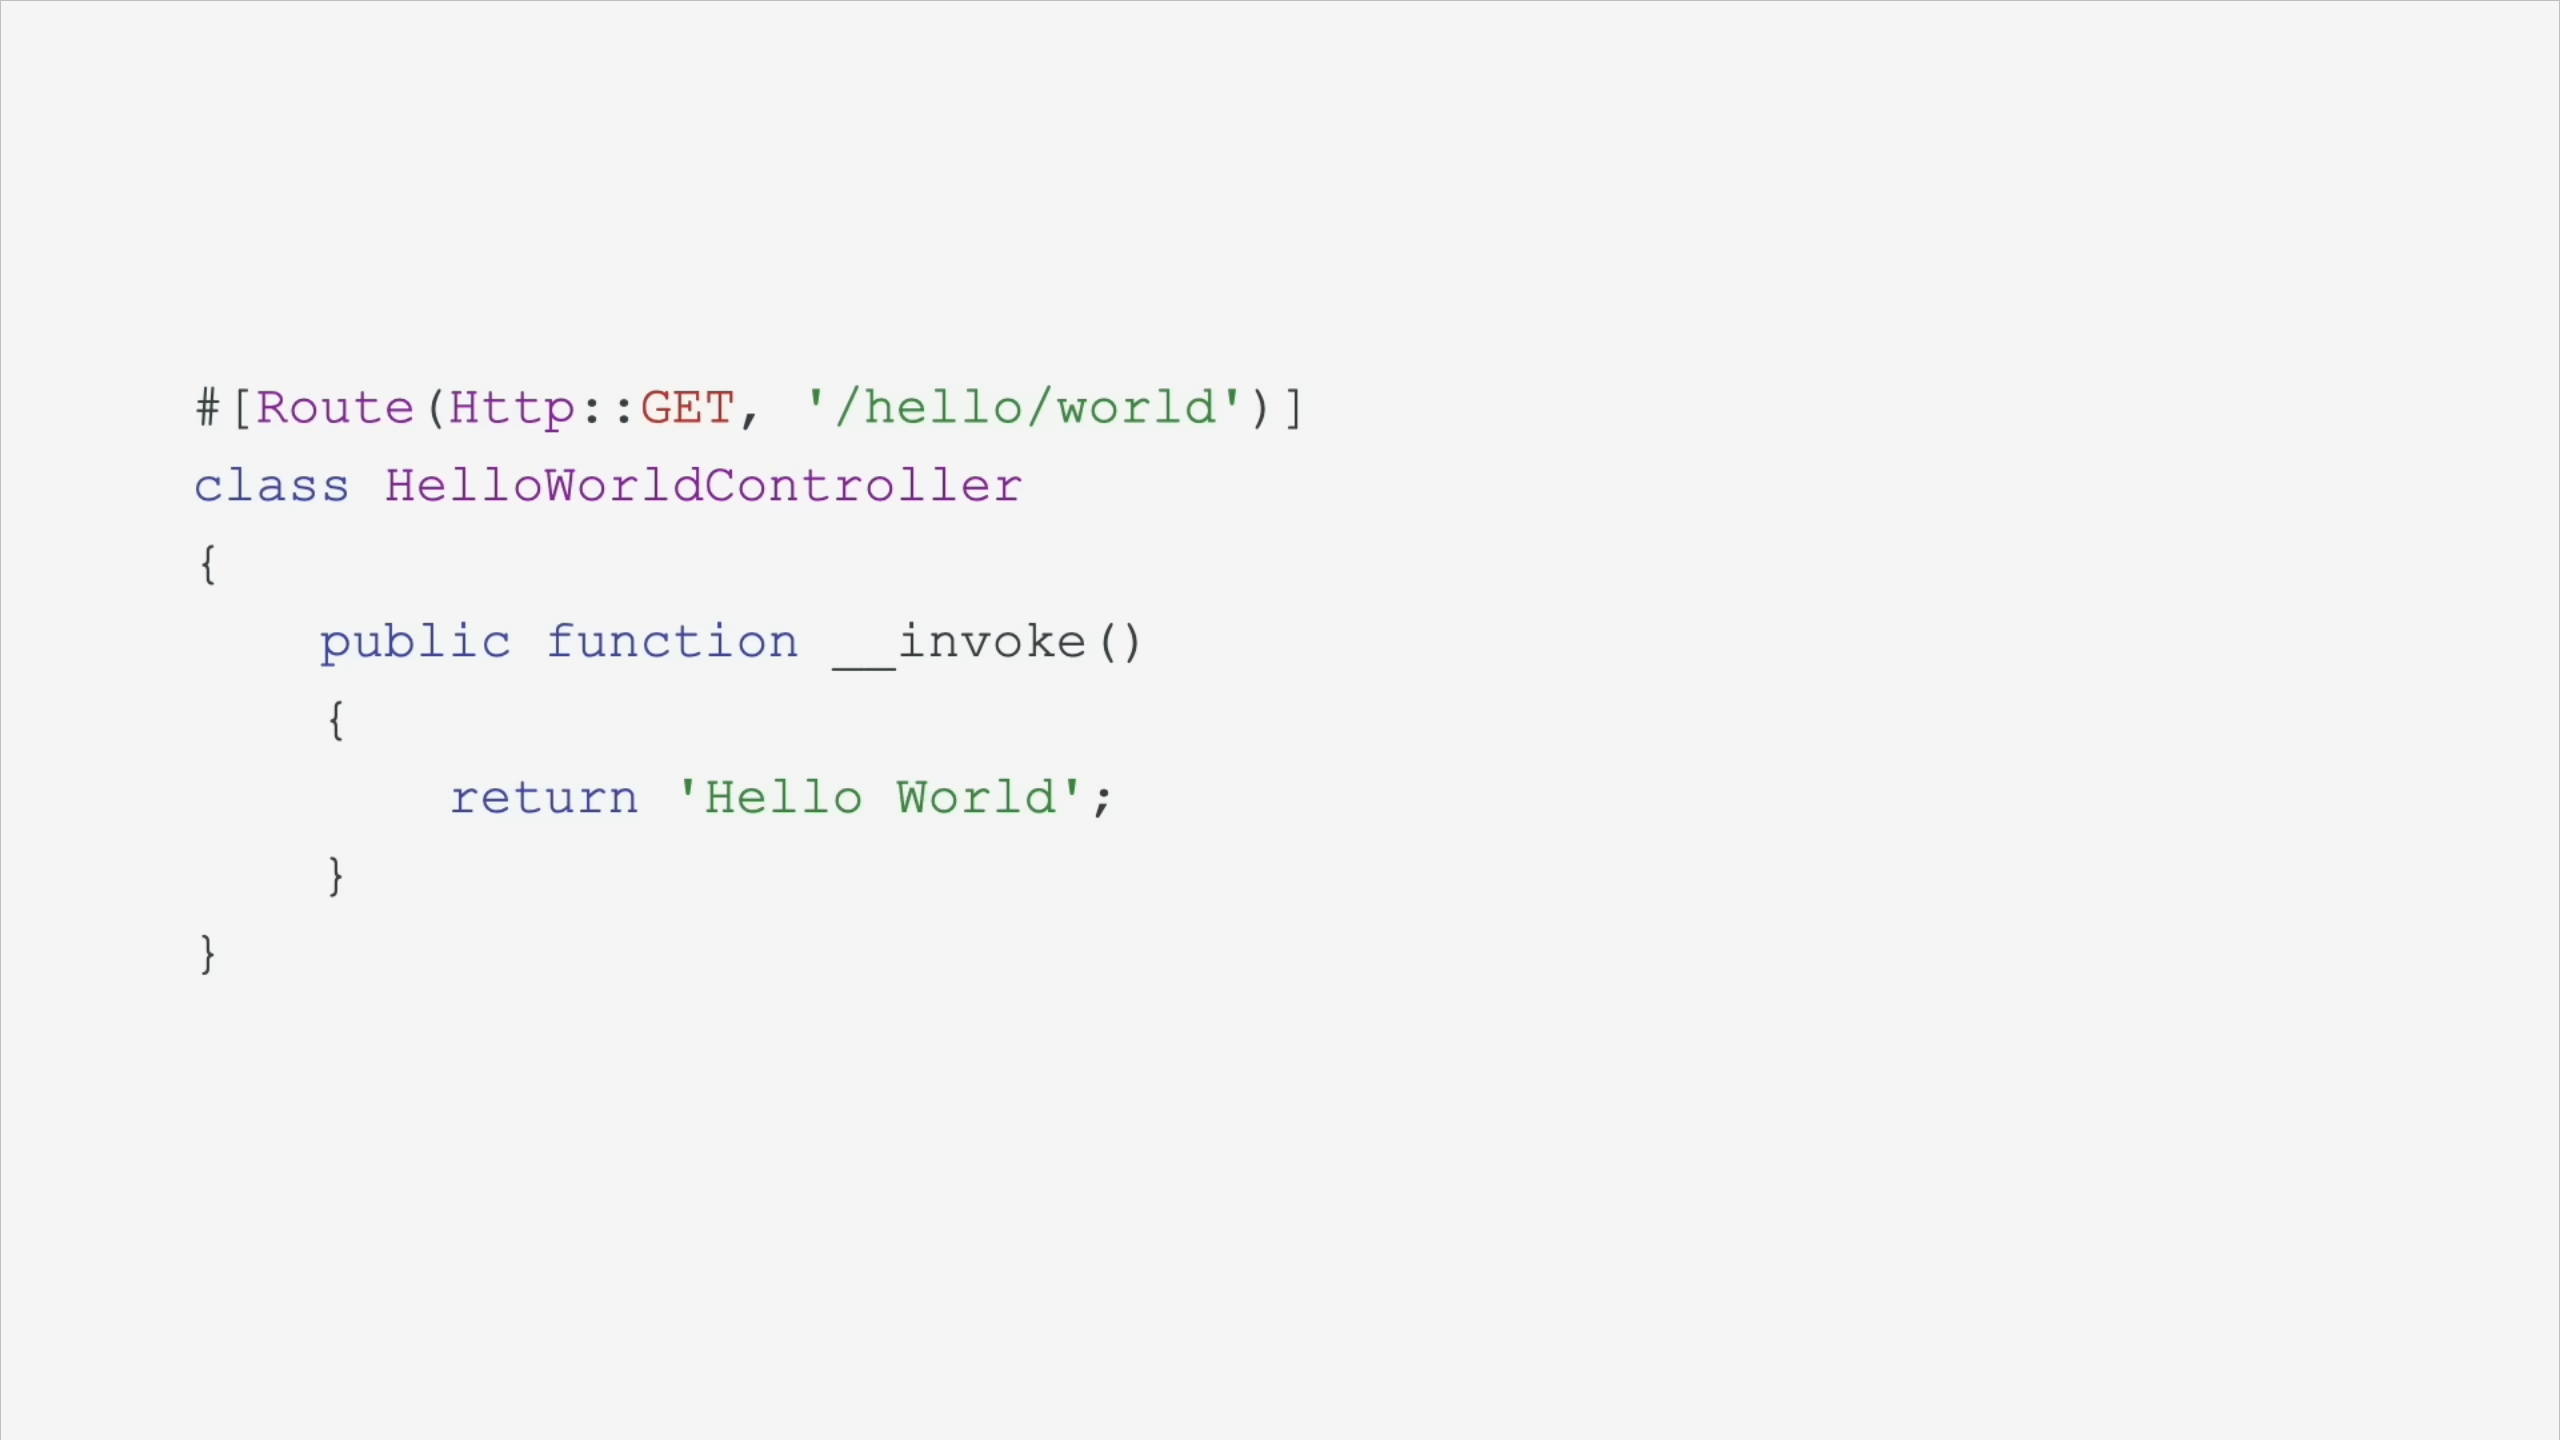 #[Route(Http::GET, '/hello/world')]
class HelloWorldController
{
    public function __invoke()
    {
        return 'Hello World';
    }
}